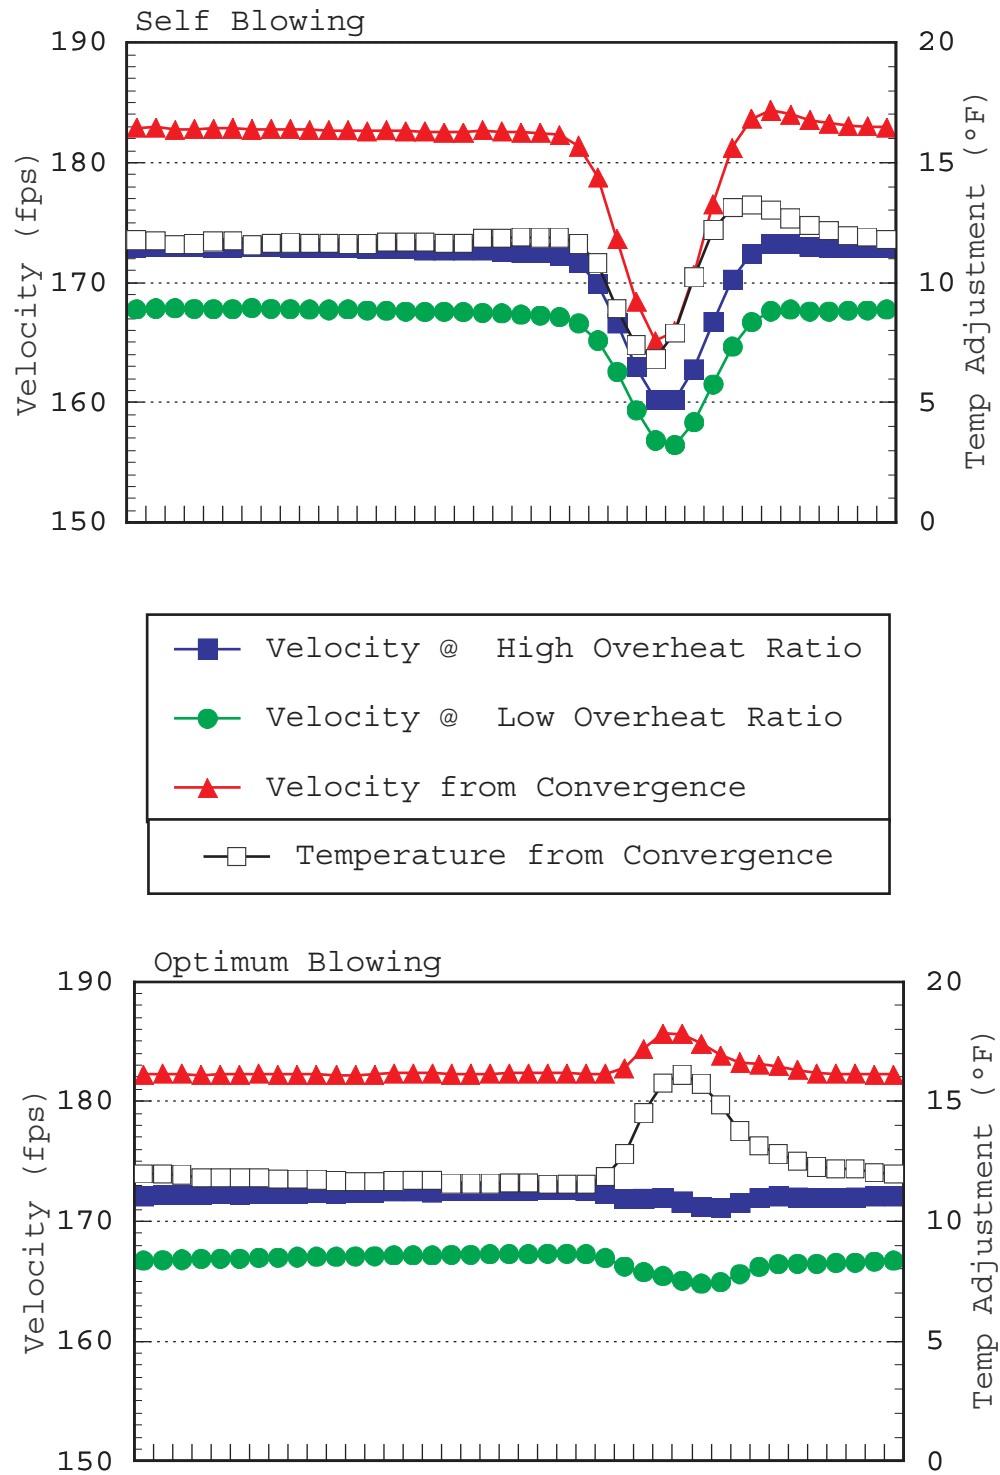 Self Blowing
190
180
170
160
150
Velocity (fps)
20
15
10
5
0
Temp Adjustment (°F)
Velocity @  High Overheat Ratio
Velocity @  Low Overheat Ratio
Velocity from Convergence
Temperature from Convergence
Optimum Blowing
190
180
170
160
150
Velocity (fps)
20
15
10
5
0
Temp Adjustment (°F)